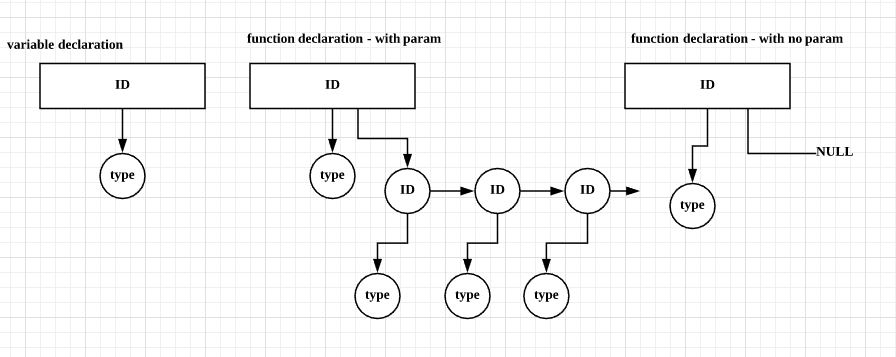 variable declaration
function declaration - with param
function declaration - with no param
ID
ID
ID
NULL
type
type
ID
ID
ID
type
type
type
type